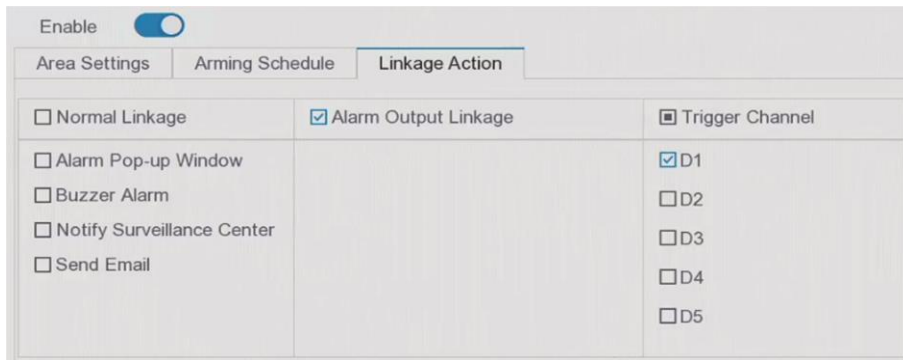 Enable
Area Settings Arming Schedule Linkage Action
Normal Linkage Alarm Output Linkage Trigger Channel
Alarm Pop-up Window D1
Buzzer Alarm D2
Notify Surveillance Center D3
Send Email D4
D5